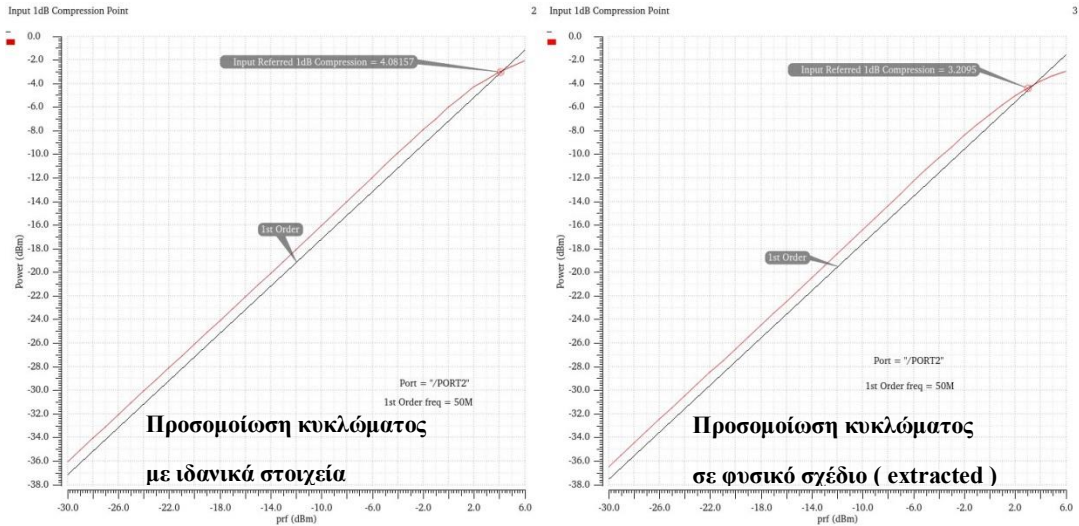 Input 1dB Compression Point
2
Input 1dB Compression Point
3
0.0
-2.0
-4.0
-6.0
-8.0
-10.0
-12.0
-14.0
-16.0
-18.0
-20.0
-22.0
-24.0
-26.0
-28.0
-30.0
-32.0
-34.0
-36.0
-38.0
Power (dBm)
Input Referred 1dB Compression = 4.08157
1st Order
Port = "/PORT2"
1st Order freq = 50M
Προσομοίωση κυκλώματος
με ιδανικά στοιχεία
-30.0 -26.0 -22.0 -18.0 -14.0 -10.0 -6.0 -2.0 2.0 6.0
prf (dBm)
0.0
-2.0
-4.0
-6.0
-8.0
-10.0
-12.0
-14.0
-16.0
-18.0
-20.0
-22.0
-24.0
-26.0
-28.0
-30.0
-32.0
-34.0
-36.0
-38.0
Power (dBm)
Input Referred 1dB Compression = 3.2095
1st Order
Port = "/PORT2"
1st Order freq = 50M
Προσομοίωση κυκλώματος
σε φυσικό σχέδιο ( extracted )
-30.0 -26.0 -22.0 -18.0 -14.0 -10.0 -6.0 -2.0 2.0 6.0
prf (dBm)